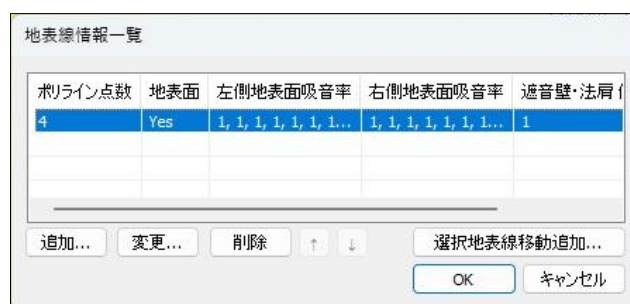 地表線情報一覧
ポリライン点数 地表面 左側地表面吸音率 右側地表面吸音率 遮音壁・法肩
4 Yes 1, 1, 1, 1, 1, 1, 1... 1, 1, 1, 1, 1, 1, 1... 1
追加... 変更... 削除 ↑ ↓ 選択地表線移動追加...
OK キャンセル